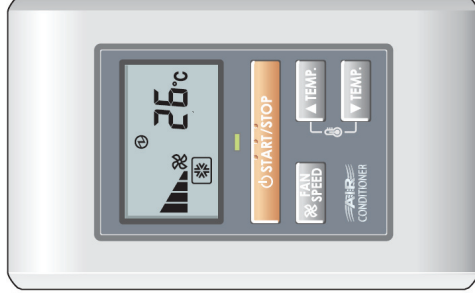 26°C
START/STOP
FAN
SPEED
▲ TEMP.
▼ TEMP.
AIR
CONDITIONER